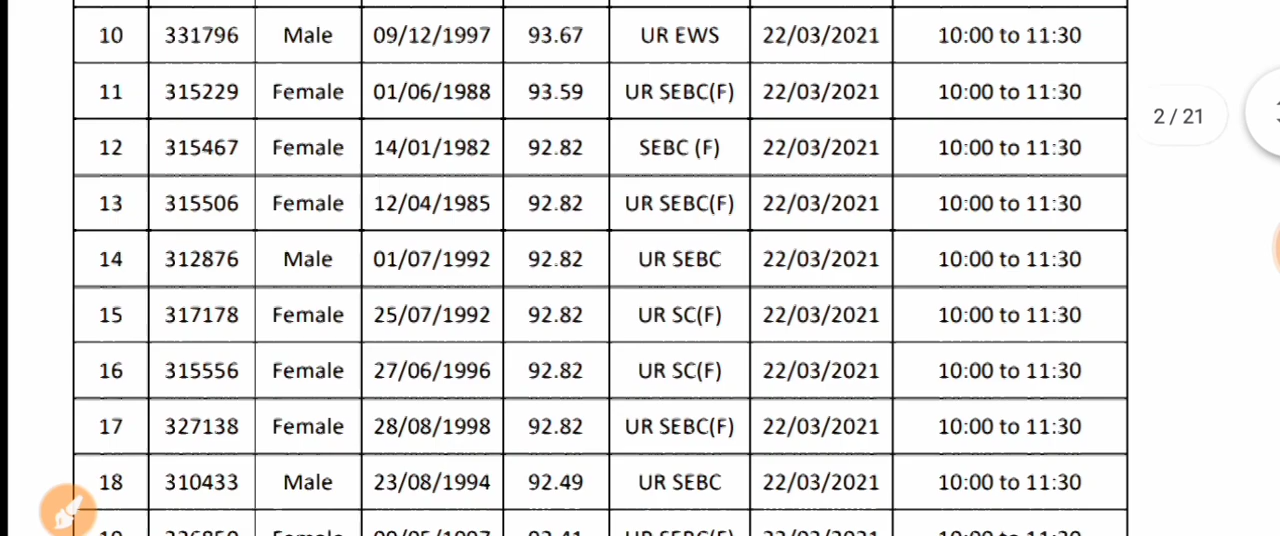 10 331796 Male 09/12/1997 93.67 UR EWS 22/03/2021 10:00 to 11:30
11 315229 Female 01/06/1988 93.59 UR SEBC(F) 22/03/2021 10:00 to 11:30
2 / 21
12 315467 Female 14/01/1982 92.82 SEBC (F) 22/03/2021 10:00 to 11:30
13 315506 Female 12/04/1985 92.82 UR SEBC(F) 22/03/2021 10:00 to 11:30
14 312876 Male 01/07/1992 92.82 UR SEBC 22/03/2021 10:00 to 11:30
15 317178 Female 25/07/1992 92.82 UR SC(F) 22/03/2021 10:00 to 11:30
16 315556 Female 27/06/1996 92.82 UR SC(F) 22/03/2021 10:00 to 11:30
17 327138 Female 28/08/1998 92.82 UR SEBC(F) 22/03/2021 10:00 to 11:30
18 310433 Male 23/08/1994 92.49 UR SEBC 22/03/2021 10:00 to 11:30